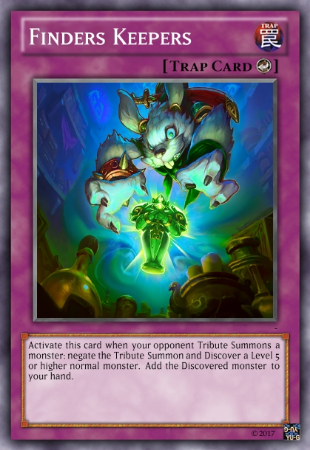 Finders Keepers
TRAP
罠
[Trap Card]
Activate this card when your opponent Tribute Summons a
monster: negate the Tribute Summon and Discover a Level 5
or higher normal monster. Add the Discovered monster to
your hand.
©2017